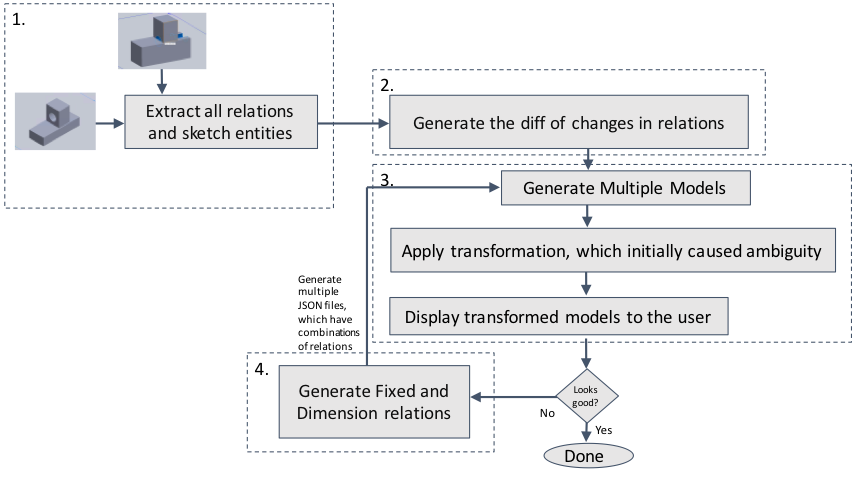 1.
Extract all relations
and sketch entities
2.
Generate the diff of changes in relations
3.
Generate Multiple Models
Apply transformation, which initially caused ambiguity
Display transformed models to the user
Generate
multiple
JSON files,
which have
combinations
of relations
4.
Generate Fixed and
Dimension relations
Looks
good?
No
Yes
Done